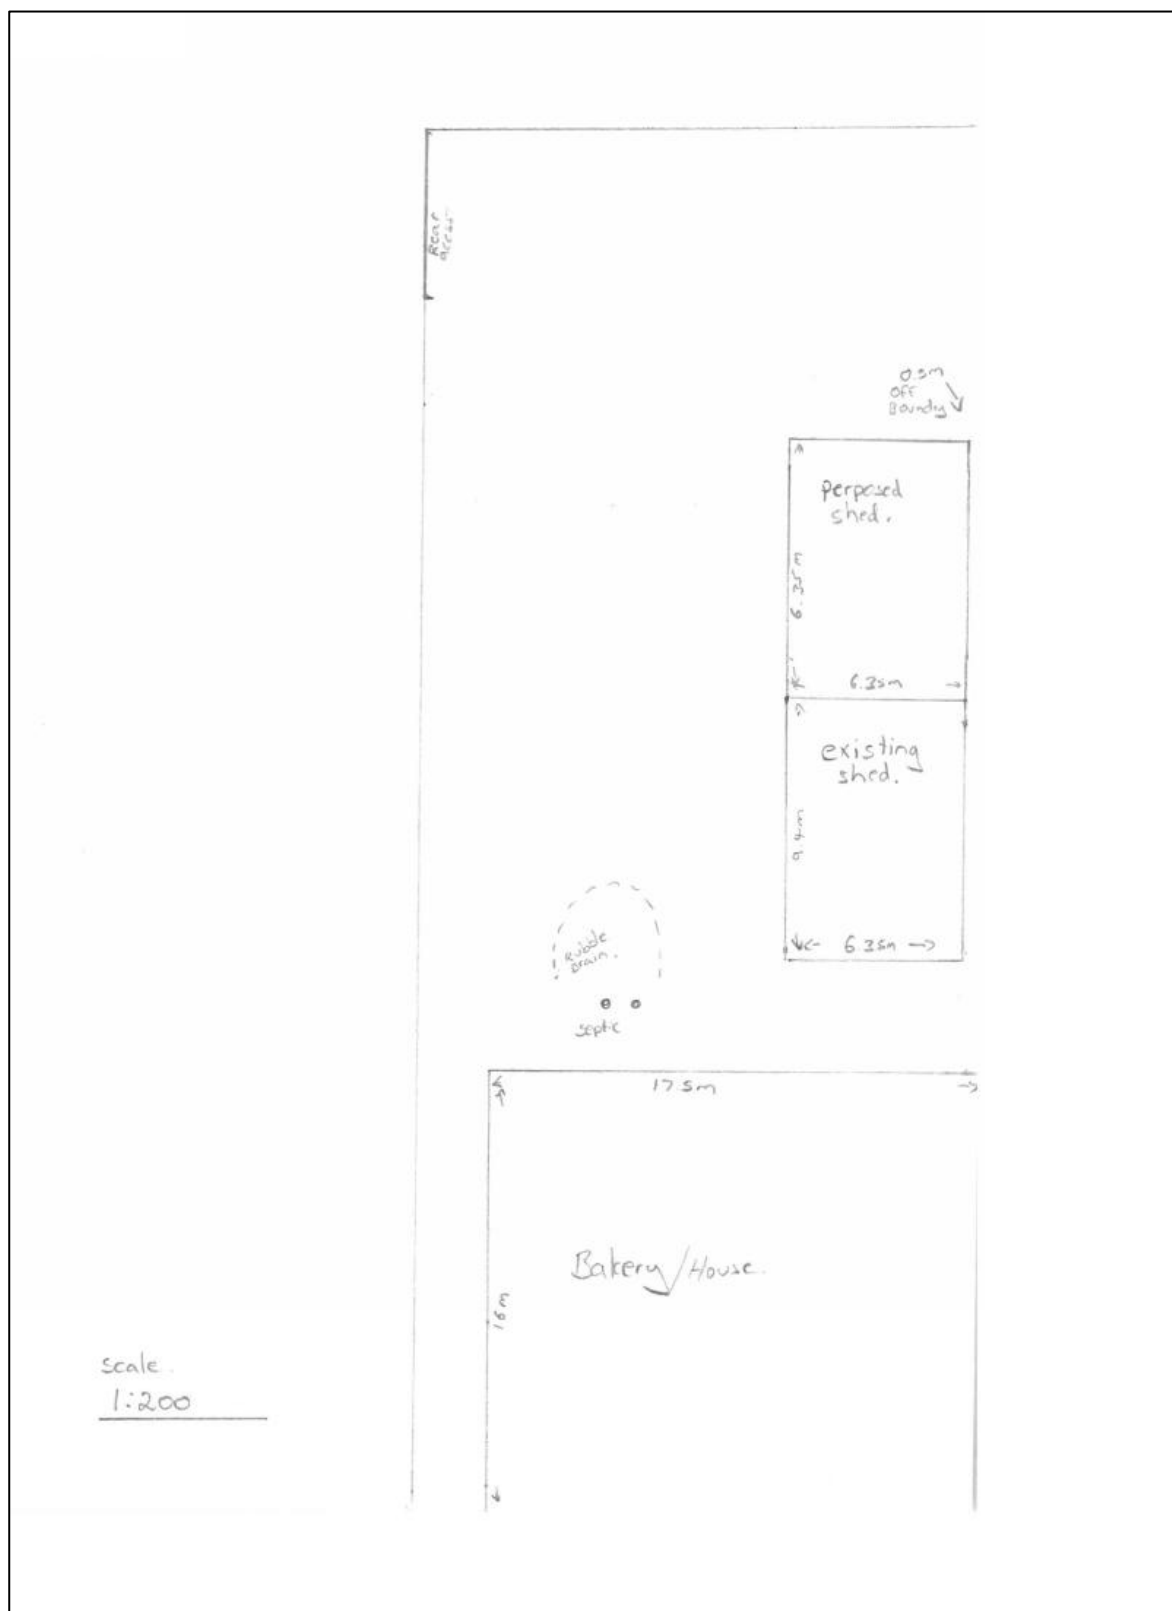 Rear
access
0.5m
off
Boundry
perposed
shed.
6.35m
6.35m
existing
shed.
9.4m
6.35m
Rubble
Drain.
septic
17.5m
Bakery/House.
16m
scale.
1:200